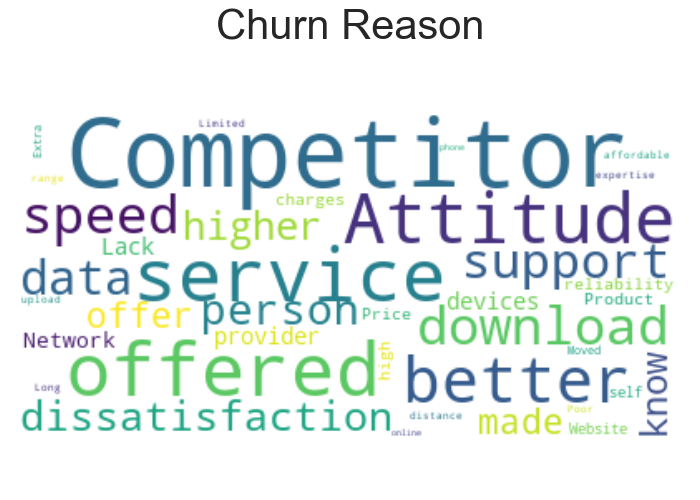 Churn Reason
Limited
Extra
Competitor
phone
affordable
range
expertise
speed
higher
charges
Attitude
Lack
data
service
support
reliability
upload
offer
person
Price
devices
Product
Network
provider
download
offered
high
Moved
better
know
Long
self
dissatisfaction
distance
made
Poor
Website
online